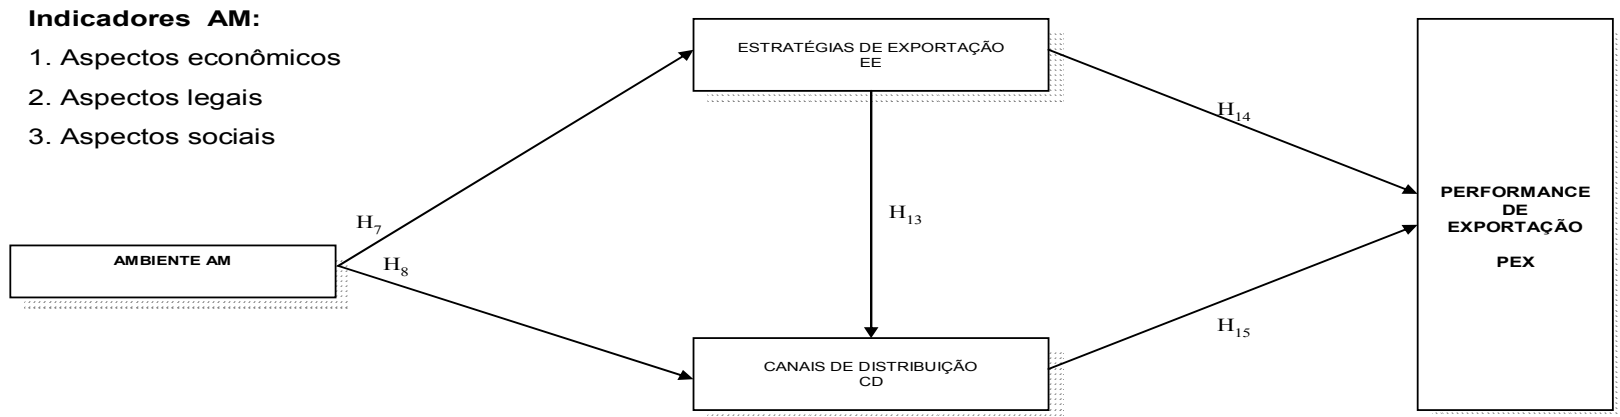 Indicadores AM:
1. Aspectos econômicos
2. Aspectos legais
3. Aspectos sociais
ESTRATÉGIAS DE EXPORTAÇÃO
EE
H14
PERFORMANCE
DE
EXPORTAÇÃO
PEX
H7
H13
AMBIENTE AM
H8
H15
CANAIS DE DISTRIBUIÇÃO
CD